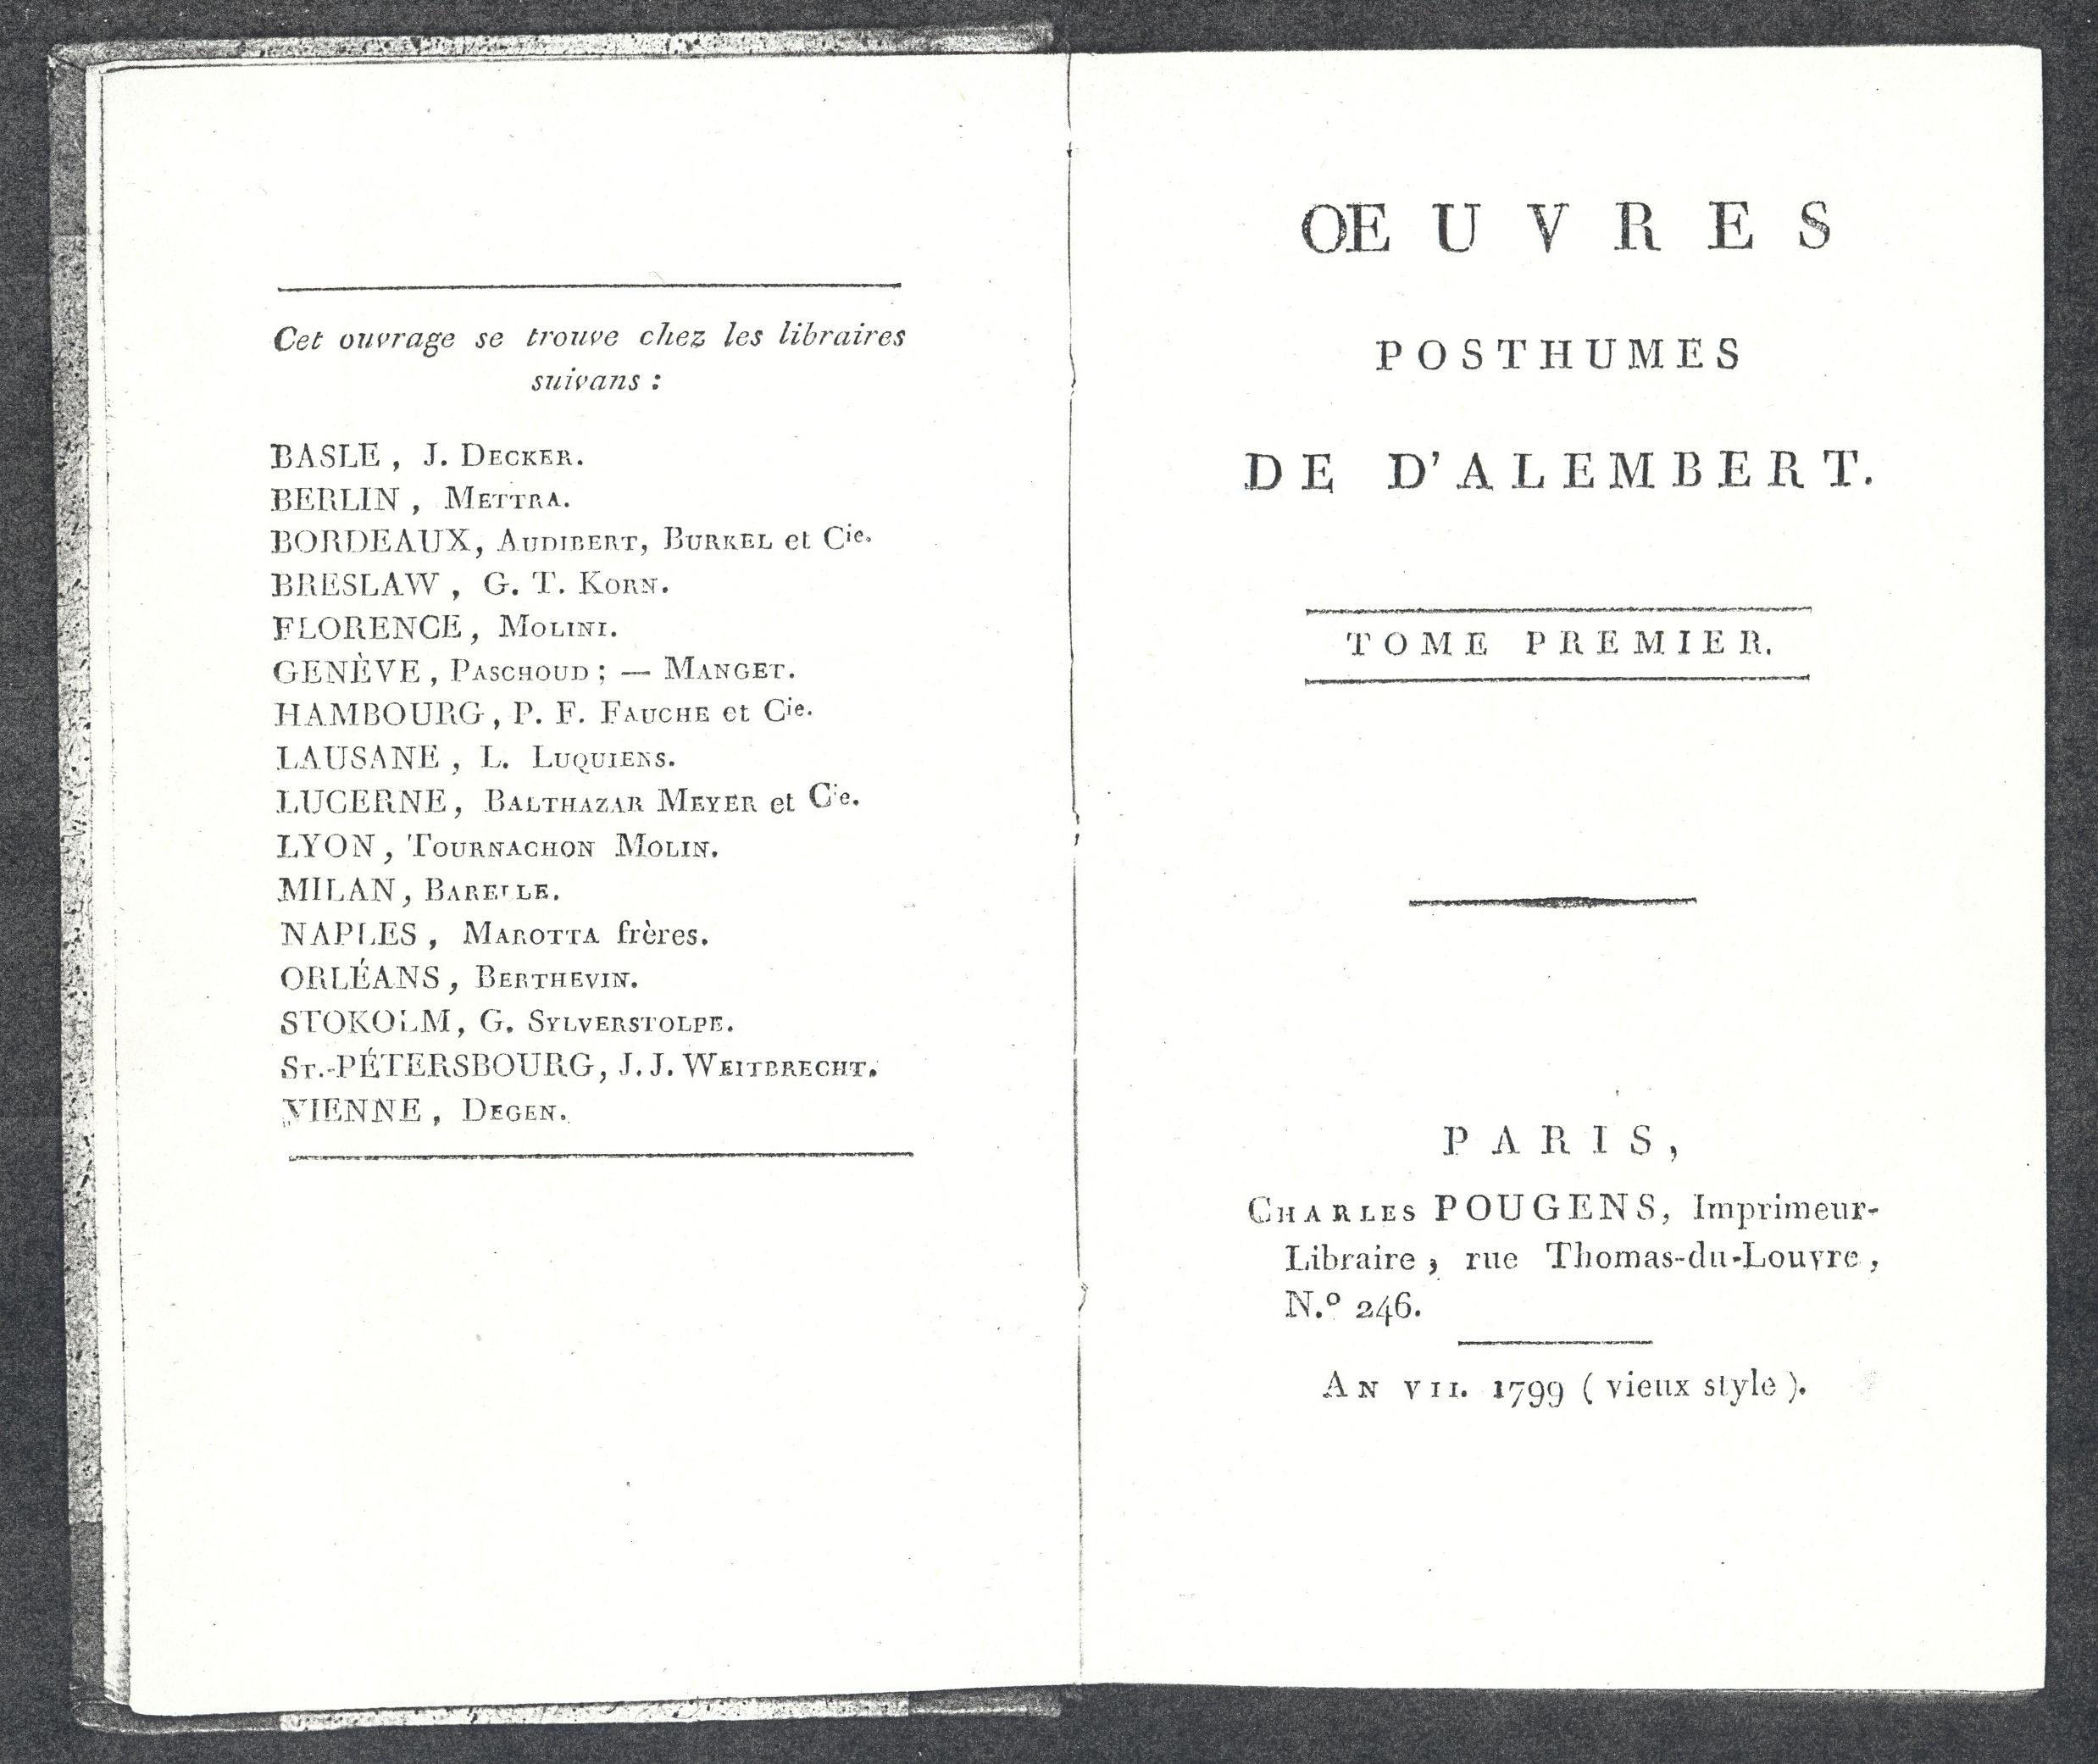 Cet ouvrage se trouve chez les libraires
suivans :
BASLE, J. DECKER.
BERLIN, METTRA.
BORDEAUX, AUDIBERT, BURKEL et Cie.
BRESLAW, G. T. KORN.
FLORENCE, MOLINI.
GENÈVE, PASCHOUD ; — MANGET.
HAMBOURG, P. F. FAUCHE et Cie.
LAUSANE, L. LUQUIENS.
LUCERNE, BALTHAZAR MEYER et Cie.
LYON, TOURNACHON MOLIN.
MILAN, BARELLE.
NAPLES, MAROTTA frères.
ORLÉANS, BERTHEVIN.
STOKOLM, G. SYLVERSTOLPE.
ST.-PÉTERSBOURG, J. J. WEITBRECHT.
VIENNE, DEGEN.
ŒUVRES
POSTHUMES
DE D'ALEMBERT.
TOME PREMIER.
PARIS,
CHARLES POUGENS, Imprimeur-
Libraire, rue Thomas-du-Louvre,
N.º 246.
AN VII. 1799 ( vieux style ).